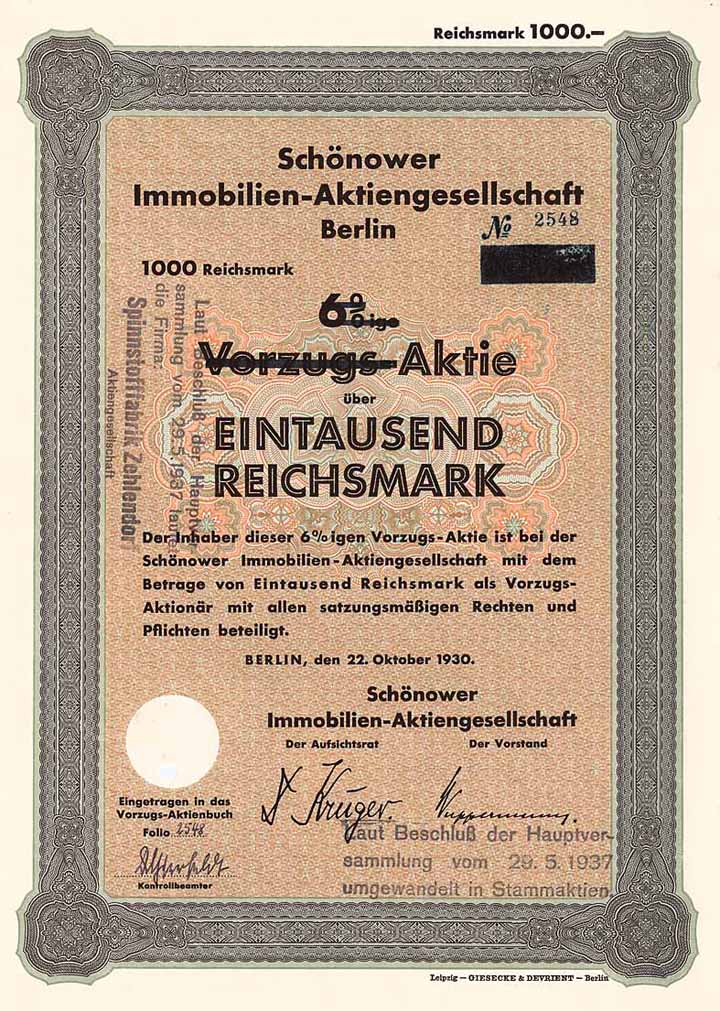 Reichsmark 1000.—
Schönower
Immobilien-Aktiengesellschaft
Berlin
№ 2548
1000 Reichsmark
6%ige
Vorzugs-Aktie
über
EINTAUSEND
REICHSMARK
Laut Beschluß der Hauptver-
sammlung vom 29.5.1937 lautet
die Firma:
Spinnstofffabrik Zehlendorf
Aktiengesellschaft
Der Inhaber dieser 6%igen Vorzugs-Aktie ist bei der
Schönower Immobilien-Aktiengesellschaft mit dem
Betrage von Eintausend Reichsmark als Vorzugs-
Aktionär mit allen satzungsmäßigen Rechten und
Pflichten beteiligt.
BERLIN, den 22. Oktober 1930.
Schönower
Immobilien-Aktiengesellschaft
Der Aufsichtsrat Der Vorstand
Krüger.
Eingetragen in das
Vorzugs-Aktienbuch
Folio 2548
Kontrollbeamter
Laut Beschluß der Hauptver-
sammlung vom 29.5.1937
umgewandelt in Stammaktien.
Leipzig — GIESECKE & DEVRIENT — Berlin